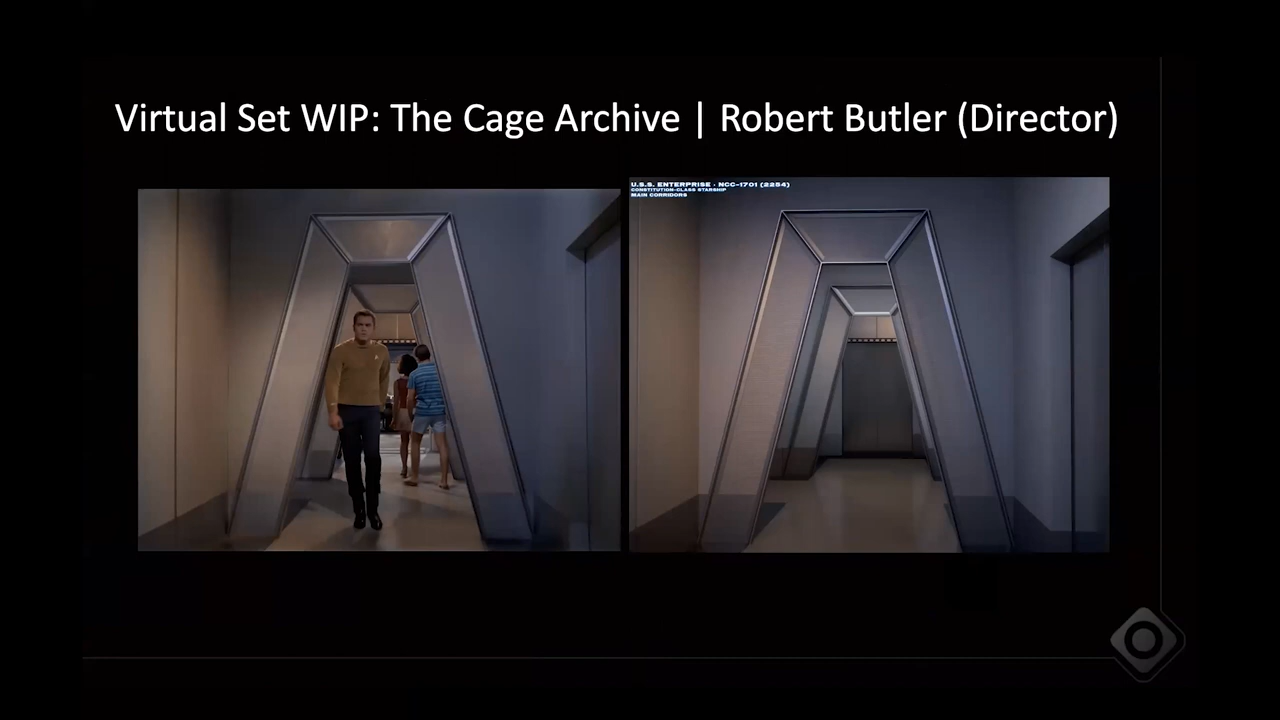 Virtual Set WIP: The Cage Archive | Robert Butler (Director)
U.S.S. ENTERPRISE · NCC-1701 (2254)
CONSTITUTION-CLASS STARSHIP
MAIN CORRIDORS